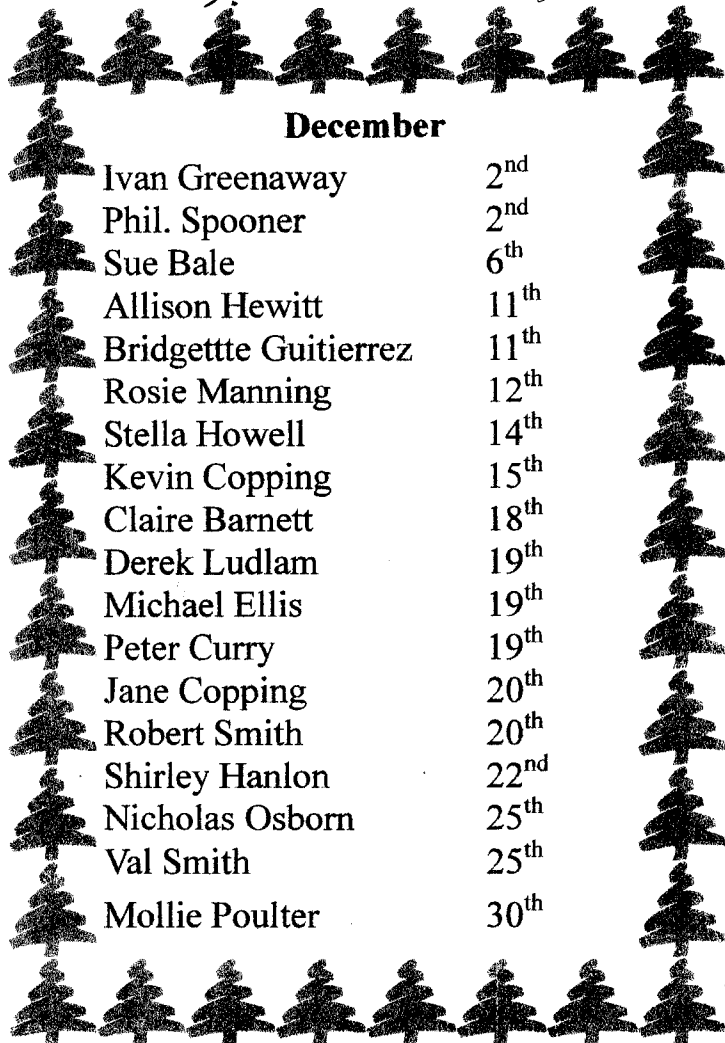 December
Ivan Greenaway 2nd
Phil. Spooner 2nd
Sue Bale 6th
Allison Hewitt 11th
Bridgettte Guitierrez 11th
Rosie Manning 12th
Stella Howell 14th
Kevin Copping 15th
Claire Barnett 18th
Derek Ludlam 19th
Michael Ellis 19th
Peter Curry 19th
Jane Copping 20th
Robert Smith 20th
Shirley Hanlon 22nd
Nicholas Osborn 25th
Val Smith 25th
Mollie Poulter 30th